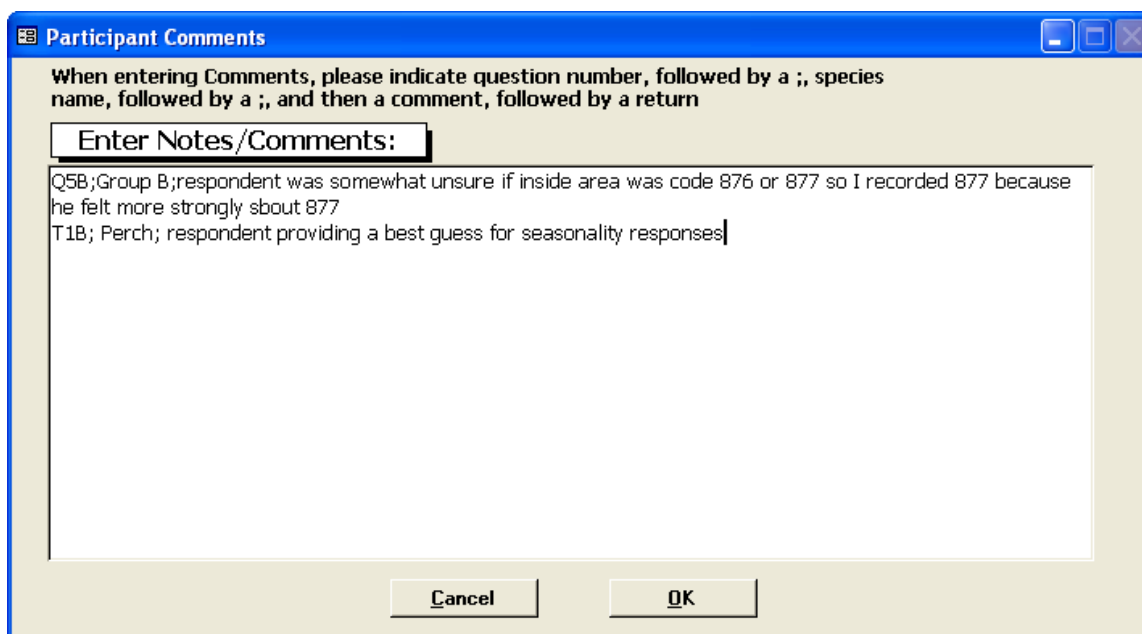 Participant Comments
When entering Comments, please indicate question number, followed by a ;, species
name, followed by a ;, and then a comment, followed by a return
Enter Notes/Comments:
Q5B;Group B;respondent was somewhat unsure if inside area was code 876 or 877 so I recorded 877 because
he felt more strongly sbout 877
T1B; Perch; respondent providing a best guess for seasonality responses
Cancel
OK